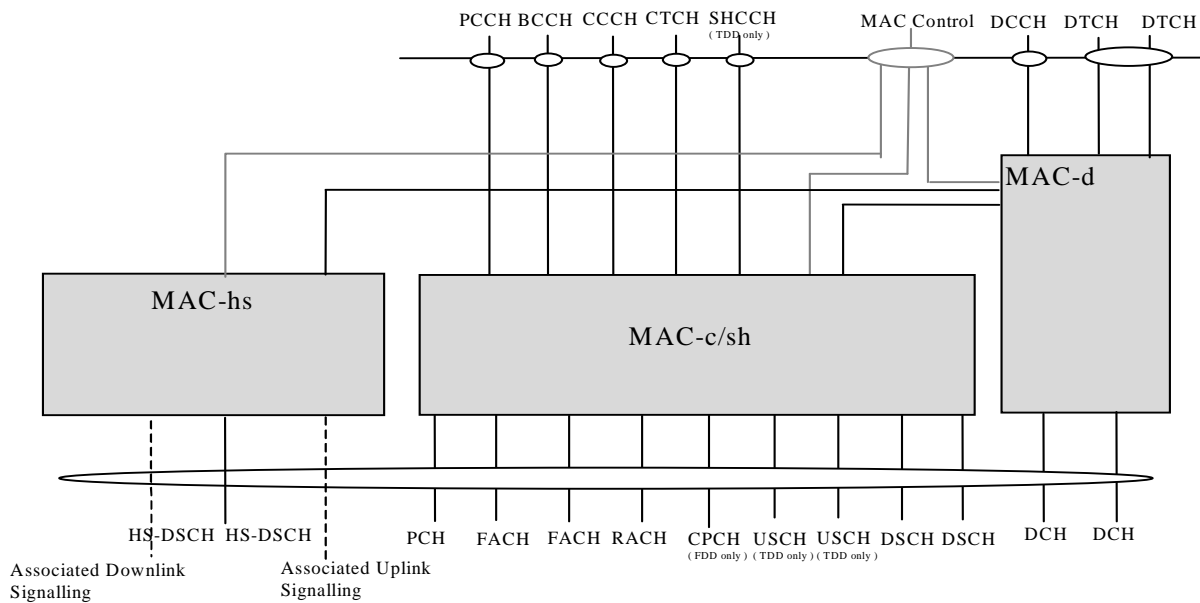 PCCH BCCH CCCH CTCH SHCCH MAC Control DCCH DTCH DTCH
( TDD only )
MAC-d
MAC-hs
MAC-c/sh
HS-DSCH HS-DSCH PCH FACH FACH RACH CPCH USCH USCH DSCH DSCH DCH DCH
( FDD only ) ( TDD only ) ( TDD only )
Associated Downlink
Signalling
Associated Uplink
Signalling